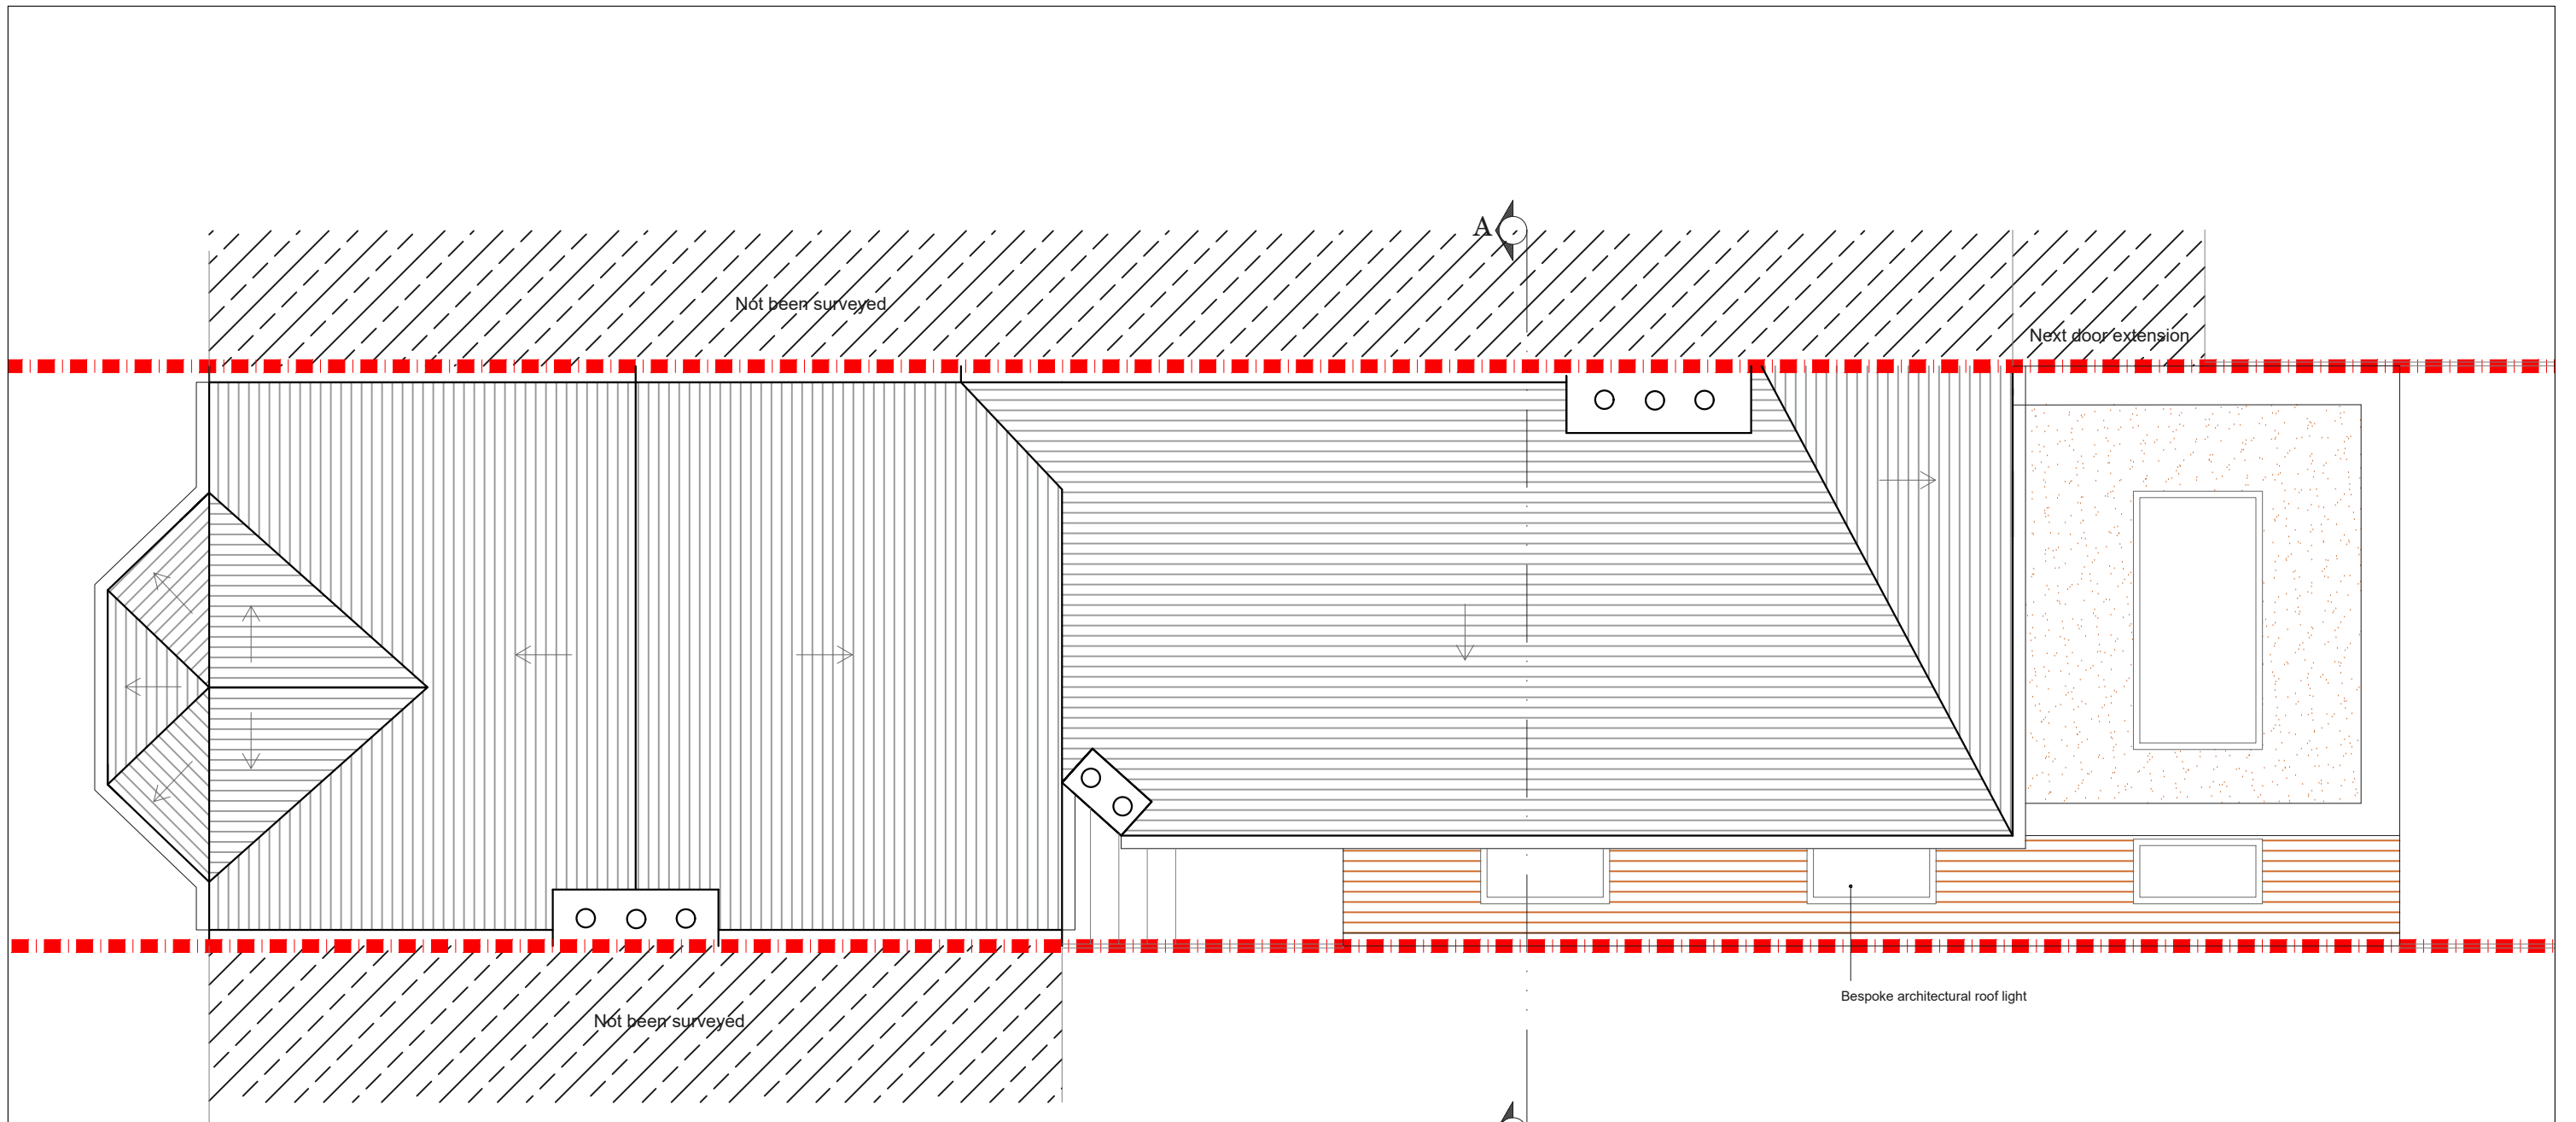 A
Not been surveyed
Next door extension
Bespoke architectural roof light
Not been surveyed